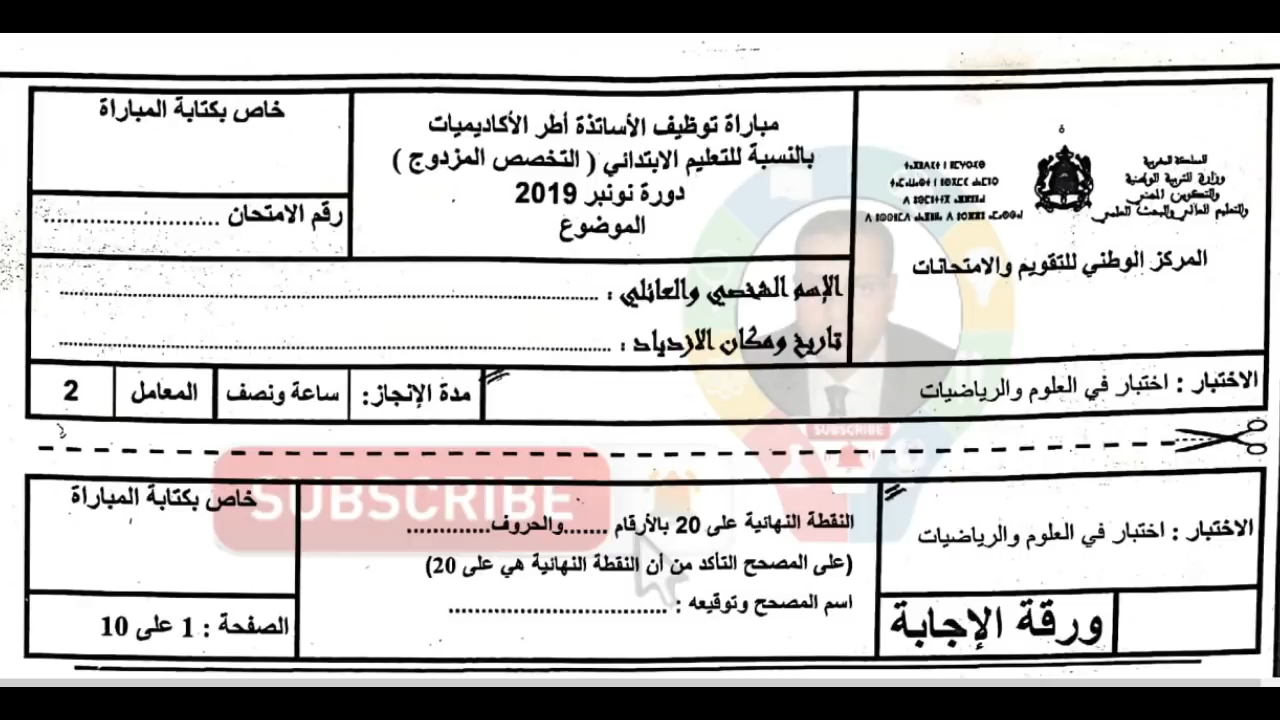 المملكة المغربية
وزارة التربية الوطنية
والتكوين المهني
والتعليم العالي والبحث العلمي
المركز الوطني للتقويم والامتحانات
مباراة توظيف الأساتذة أطر الأكاديميات
بالنسبة للتعليم الابتدائي ( التخصص المزدوج )
دورة نونبر 2019
الموضوع
خاص بكتابة المباراة
رقم الامتحان ........................
الإسم الشخصي والعائلي : ........................
تاريخ ومكان الازدياد : ........................
الاختبار : اختبار في العلوم والرياضيات
مدة الإنجاز: ساعة ونصف المعامل 2
SUBSCRIBE
الاختبار : اختبار في العلوم والرياضيات
ورقة الإجابة
النقطة النهائية على 20 بالأرقام .......والحروف.............
(على المصحح التأكد من أن النقطة النهائية هي على 20)
اسم المصحح وتوقيعه : ................................
خاص بكتابة المباراة
الصفحة : 1 على 10
SUBSCRIBE